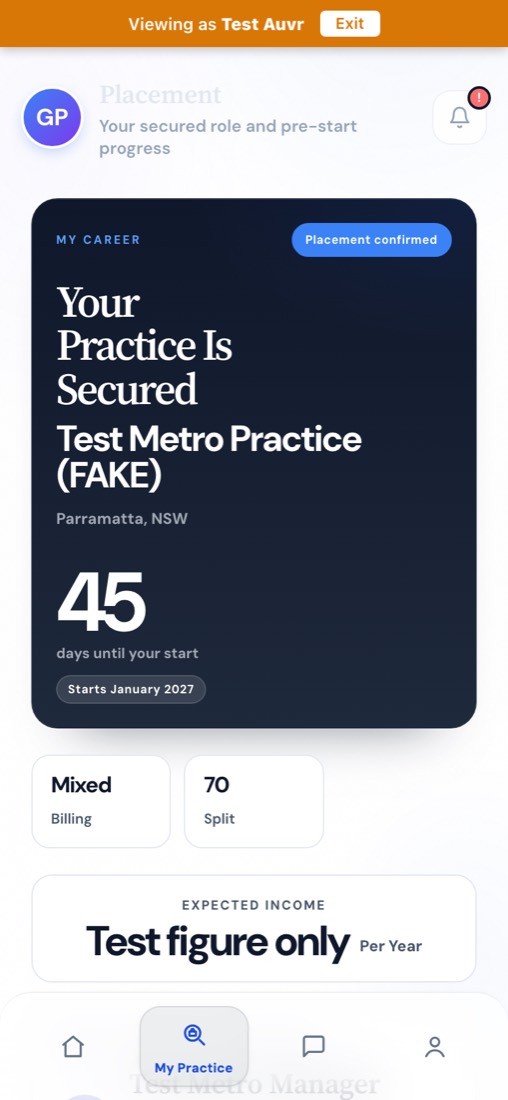 Viewing as Test Auvr Exit
GP
Placement
Your secured role and pre-start
progress
!
MY CAREER
Placement confirmed
Your
Practice Is
Secured
Test Metro Practice
(FAKE)
Parramatta, NSW
45
days until your start
Starts January 2027
Mixed
Billing
70
Split
EXPECTED INCOME
Test figure only Per Year
My Practice
Test Metro Manager